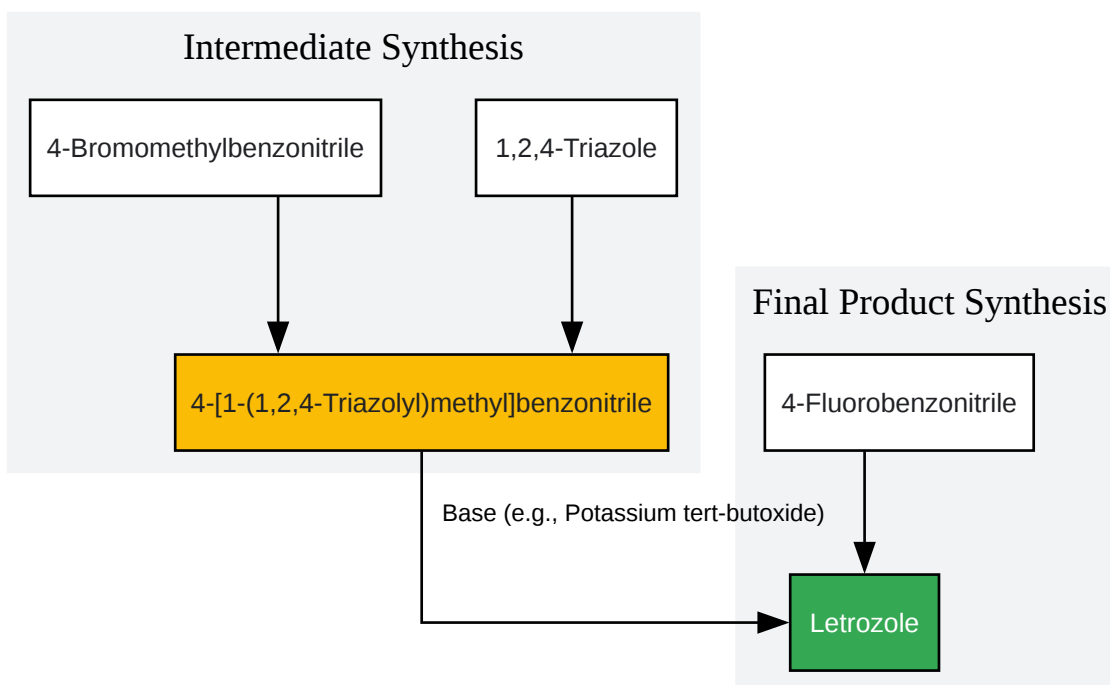 Intermediate Synthesis
4-Bromomethylbenzonitrile
1,2,4-Triazole
4-[1-(1,2,4-Triazolyl)methyl]benzonitrile
Base (e.g., Potassium tert-butoxide)
Final Product Synthesis
4-Fluorobenzonitrile
Letrozole